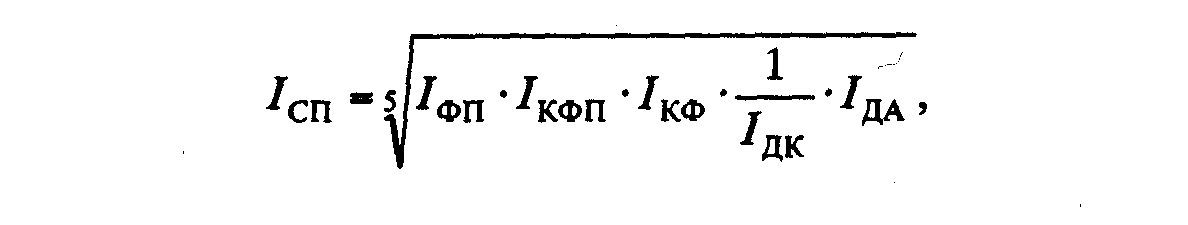 I_СП = ⁵√(I_ФП · I_КФП · I_КФ · 1/I_ДК · I_ДА),